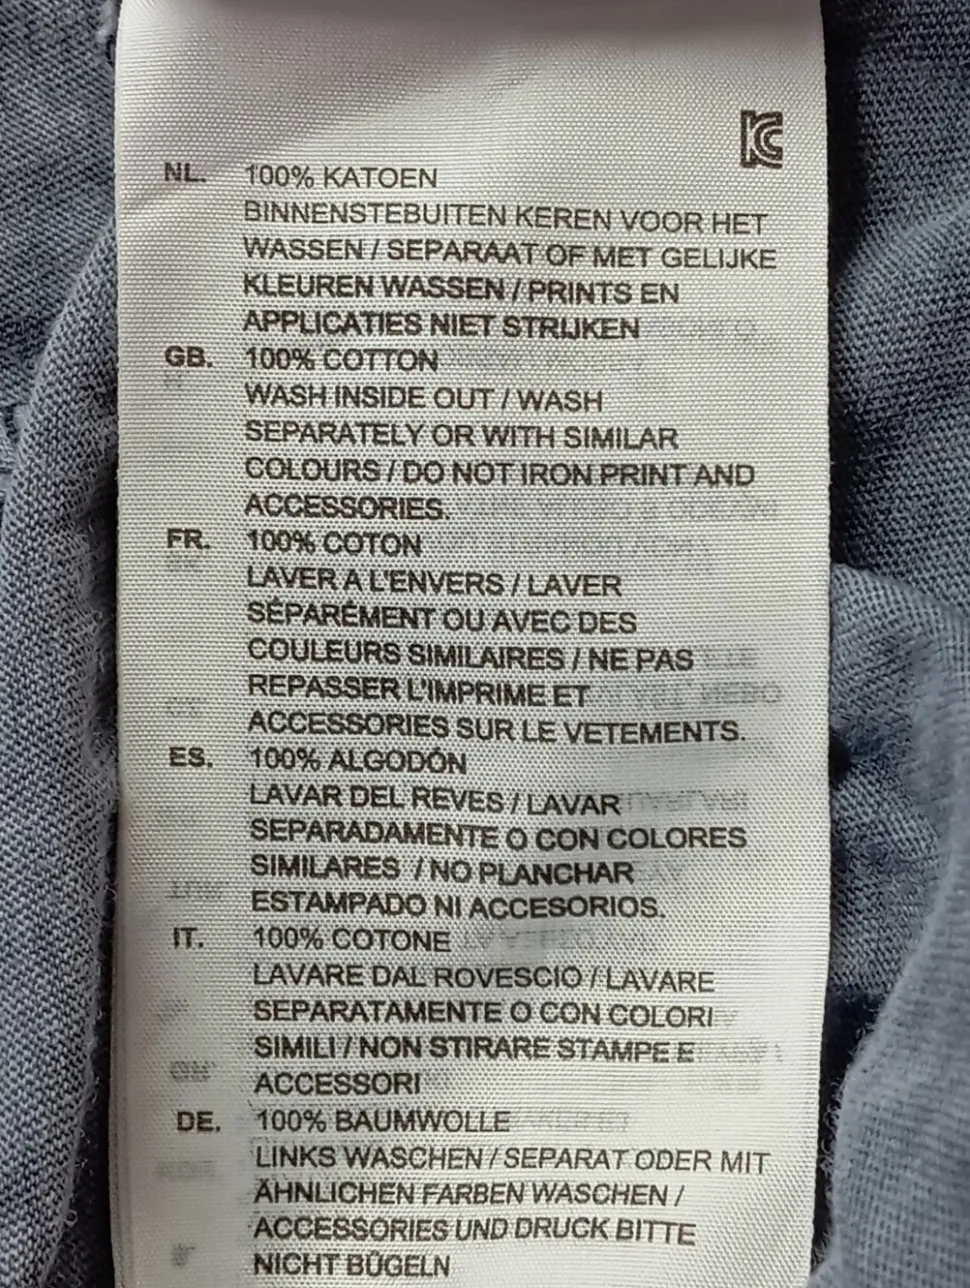 NL. 100% KATOEN
BINNENSTEBUITEN KEREN VOOR HET
WASSEN / SEPARAAT OF MET GELIJKE
KLEUREN WASSEN / PRINTS EN
APPLICATIES NIET STRIJKEN
GB. 100% COTTON
WASH INSIDE OUT / WASH
SEPARATELY OR WITH SIMILAR
COLOURS / DO NOT IRON PRINT AND
ACCESSORIES.
FR. 100% COTON
LAVER A L'ENVERS / LAVER
SÉPARÉMENT OU AVEC DES
COULEURS SIMILAIRES / NE PAS
REPASSER L'IMPRIME ET
ACCESSORIES SUR LE VETEMENTS.
ES. 100% ALGODÓN
LAVAR DEL REVES / LAVAR
SEPARADAMENTE O CON COLORES
SIMILARES / NO PLANCHAR
ESTAMPADO NI ACCESORIOS.
IT. 100% COTONE
LAVARE DAL ROVESCIO / LAVARE
SEPARATAMENTE O CON COLORI
SIMILI / NON STIRARE STAMPE E
ACCESSORI
DE. 100% BAUMWOLLE
LINKS WASCHEN / SEPARAT ODER MIT
ÄHNLICHEN FARBEN WASCHEN /
ACCESSORIES UND DRUCK BITTE
NICHT BÜGELN